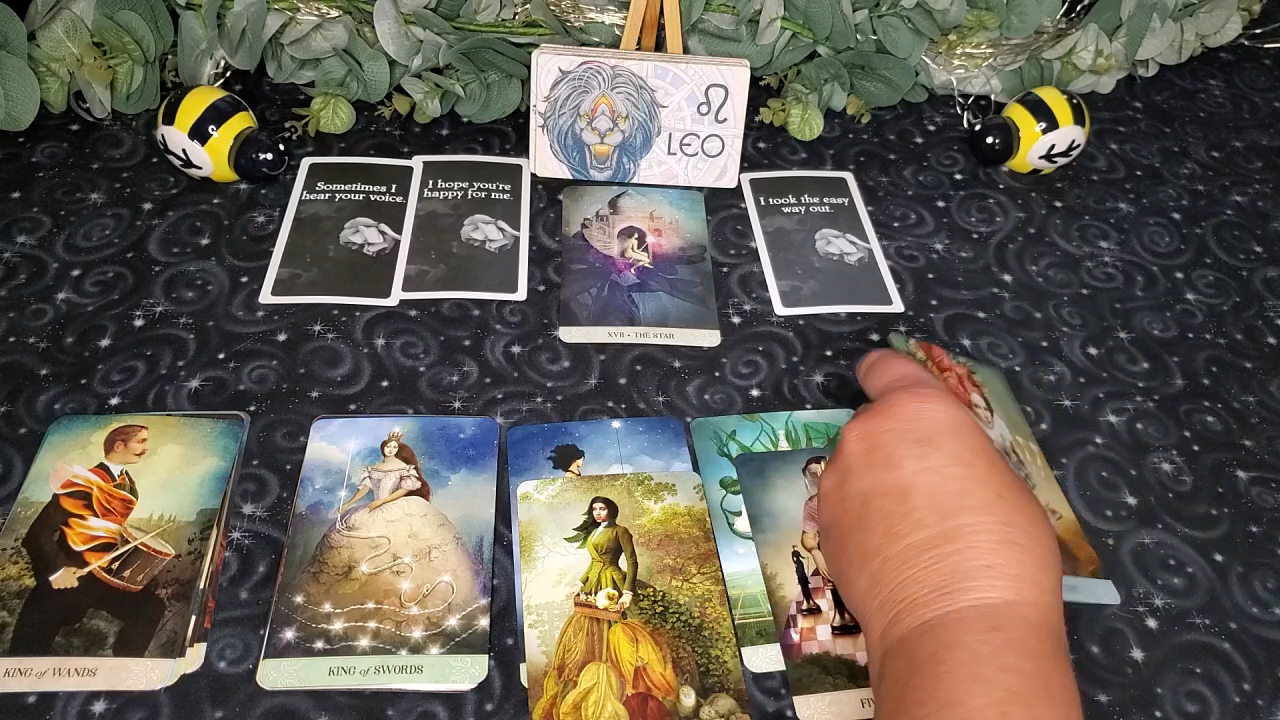 LEO
Sometimes I
hear your voice.
I hope you're
happy for me.
I took the easy
way out.
XVII • THE STAR
KING of WANDS
KING of SWORDS